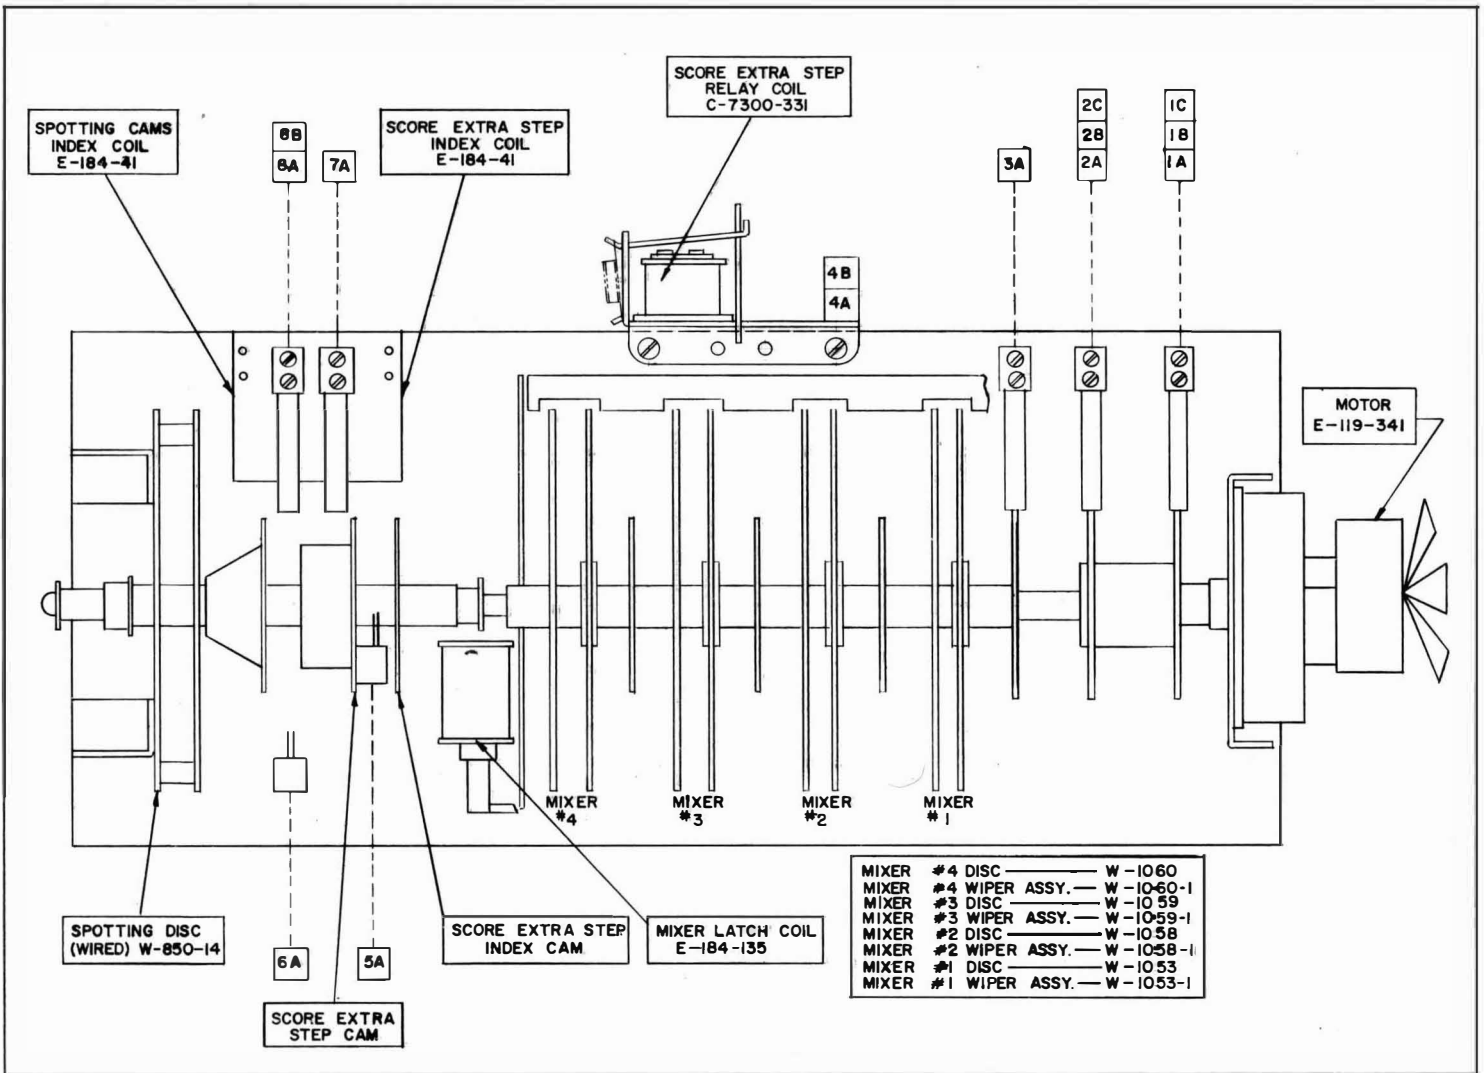 SCORE EXTRA STEP
RELAY COIL
C-7300-331
SPOTTING CAMS
INDEX COIL
E-184-41
8B
8A
7A
SCORE EXTRA STEP
INDEX COIL
E-184-41
3A
2C
2B
2A
1C
1B
1A
4B
4A
MOTOR
E-119-341
MIXER
#4
MIXER
#3
MIXER
#2
MIXER
#1
MIXER #4 DISC — W-1060
MIXER #4 WIPER ASSY. — W-1060-1
MIXER #3 DISC — W-1059
MIXER #3 WIPER ASSY. — W-1059-1
MIXER #2 DISC — W-1058
MIXER #2 WIPER ASSY. — W-1058-1
MIXER #1 DISC — W-1053
MIXER #1 WIPER ASSY. — W-1053-1
SPOTTING DISC
(WIRED) W-850-14
6A
5A
SCORE EXTRA STEP
INDEX CAM
MIXER LATCH COIL
E-184-135
SCORE EXTRA
STEP CAM